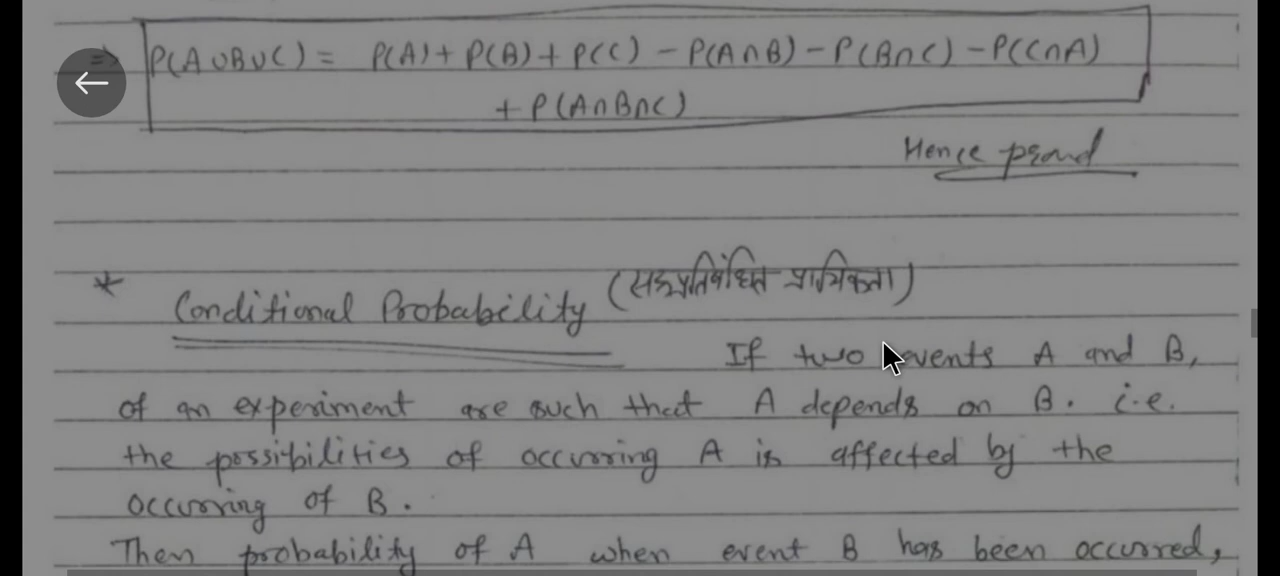 => P(A∪B∪C) = P(A) + P(B) + P(C) - P(A∩B) - P(B∩C) - P(C∩A)
+ P(A∩B∩C)
Hence proved
* Conditional Probability (सप्रतिबंधित प्रायिकता)
If two events A and B,
of an experiment are such that A depends on B. i.e.
the possibilities of occurring A is affected by the
occurring of B.
Then probability of A when event B has been occurred,